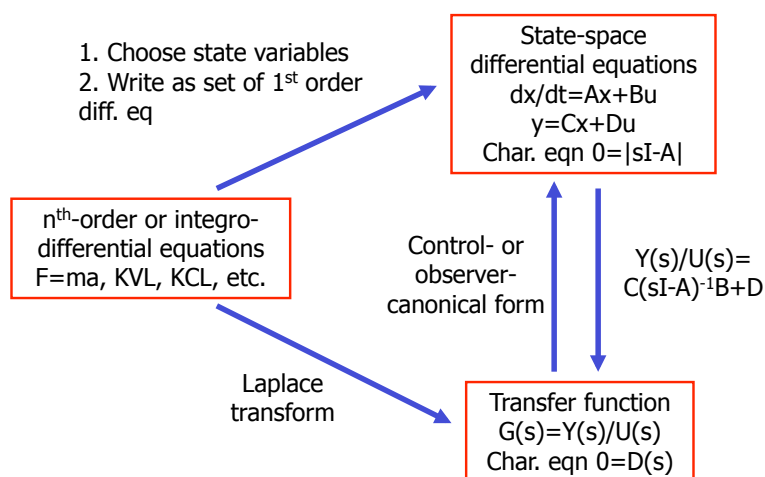 1. Choose state variables
2. Write as set of 1st order
diff. eq
State-space
differential equations
dx/dt=Ax+Bu
y=Cx+Du
Char. eqn 0=|sI-A|
nth-order or integro-
differential equations
F=ma, KVL, KCL, etc.
Control- or
observer-
canonical form
Y(s)/U(s)=
C(sI-A)-1B+D
Laplace
transform
Transfer function
G(s)=Y(s)/U(s)
Char. eqn 0=D(s)